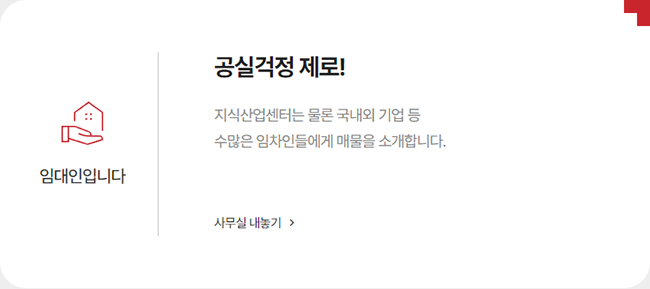 임대인입니다
공실걱정 제로!
지식산업센터는 물론 국내외 기업 등
수많은 임차인들에게 매물을 소개합니다.
사무실 내놓기 >